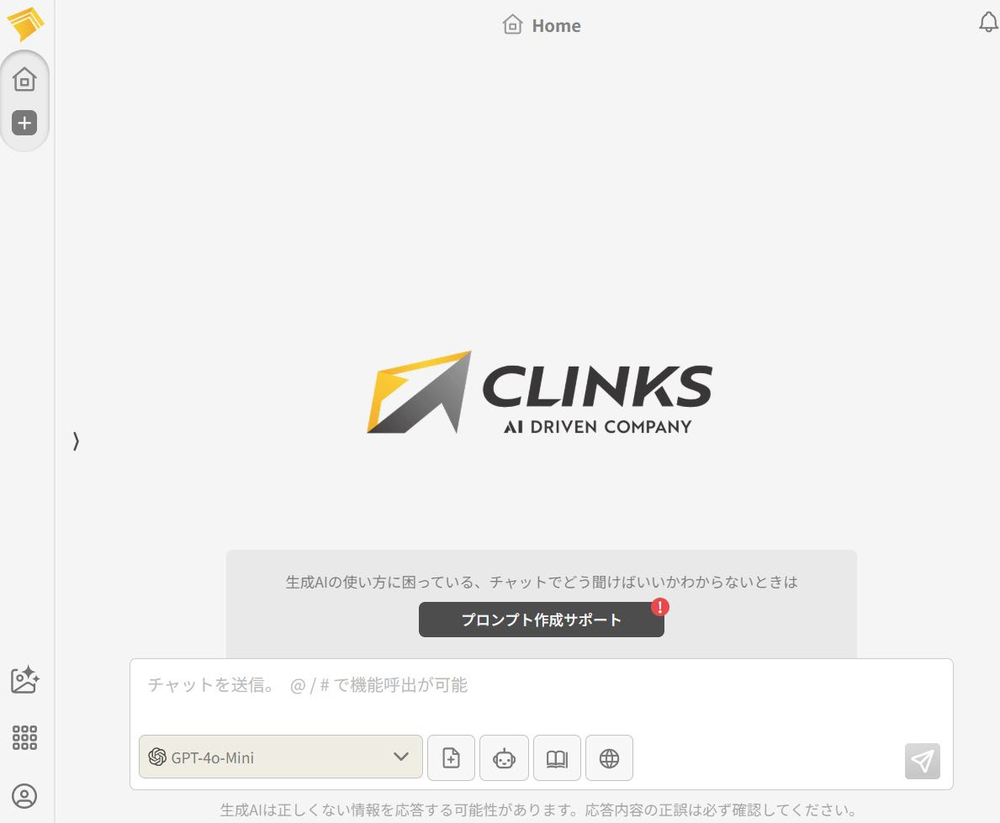 Home
CLINKS
AI DRIVEN COMPANY
生成AIの使い方に困っている、チャットでどう聞けばいいかわからないときは
プロンプト作成サポート
!
チャットを送信。 @ / # で機能呼出が可能
GPT-4o-Mini
生成AIは正しくない情報を応答する可能性があります。応答内容の正誤は必ず確認してください。